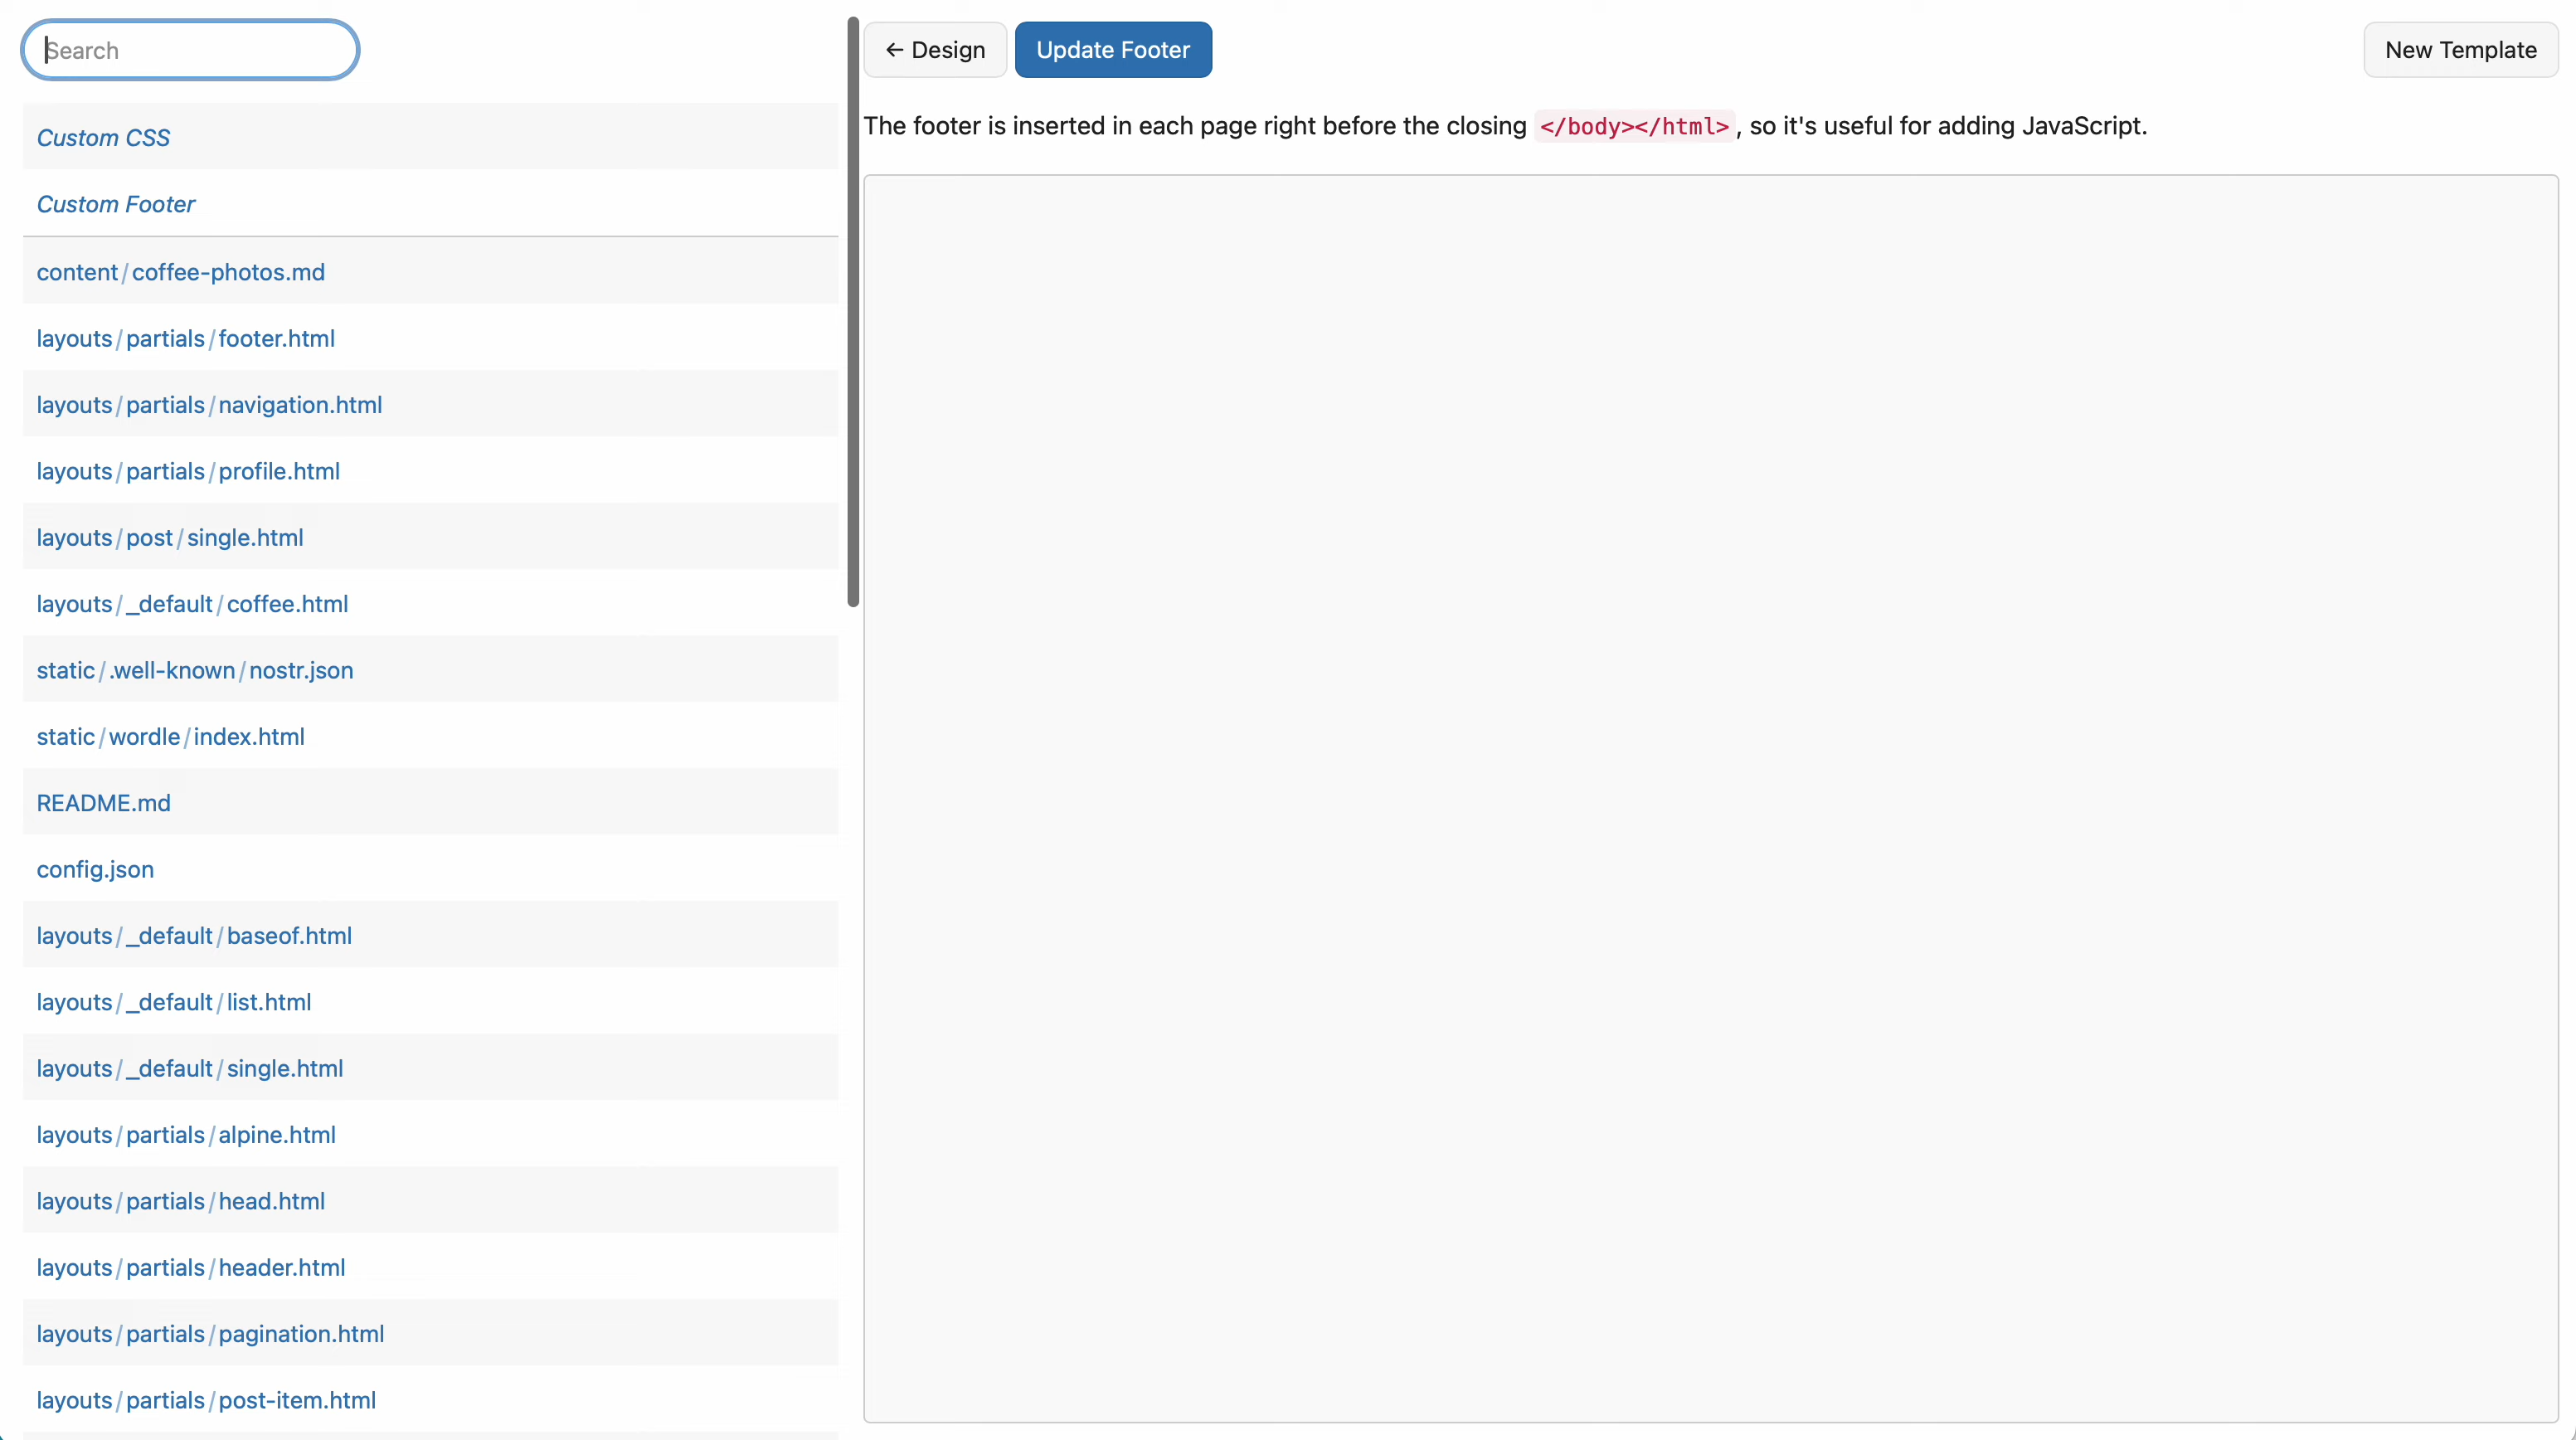 Search
Custom CSS
Custom Footer
content/coffee-photos.md
layouts/partials/footer.html
layouts/partials/navigation.html
layouts/partials/profile.html
layouts/post/single.html
layouts/_default/coffee.html
static/.well-known/nostr.json
static/wordle/index.html
README.md
config.json
layouts/_default/baseof.html
layouts/_default/list.html
layouts/_default/single.html
layouts/partials/alpine.html
layouts/partials/head.html
layouts/partials/header.html
layouts/partials/pagination.html
layouts/partials/post-item.html
← Design
Update Footer
New Template
The footer is inserted in each page right before the closing </body></html>, so it's useful for adding JavaScript.